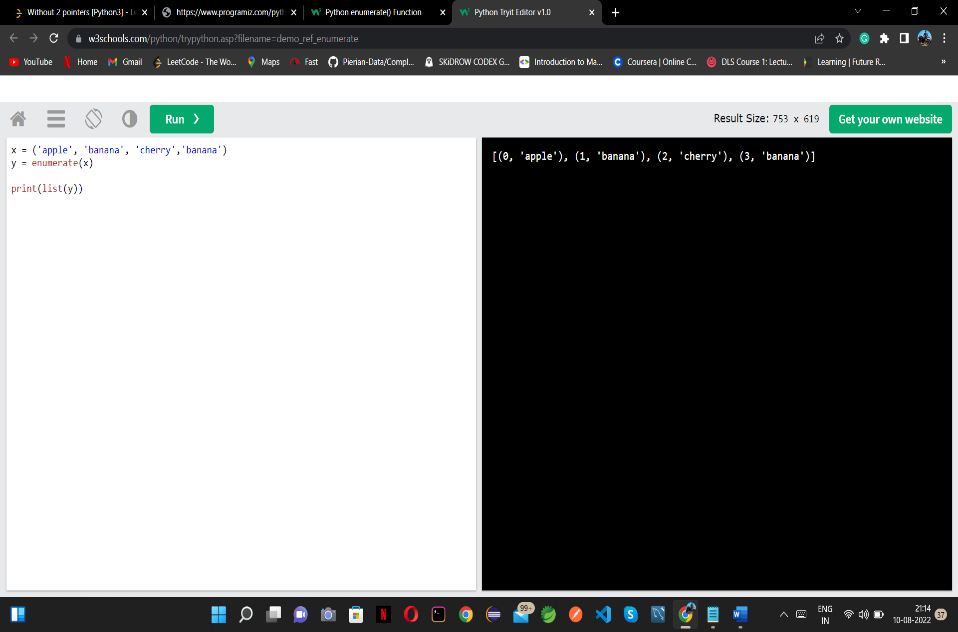 Without 2 pointers [Python3] - L
https://www.programiz.com/pyth
Python enumerate() Function
Python Tryit Editor v1.0
w3schools.com/python/trypython.asp?filename=demo_ref_enumerate
YouTube Home Gmail LeetCode - The Wo... Maps Fast Pierian-Data/Compl... SKiDROW CODEX G... Introduction to Ma... Coursera | Online C... DLS Course 1: Lectu... Learning | Future R... »
Run ❯ Result Size: 753 x 619 Get your own website
x = ('apple', 'banana', 'cherry','banana')
y = enumerate(x)
print(list(y))
[(0, 'apple'), (1, 'banana'), (2, 'cherry'), (3, 'banana')]
99+
ENG
IN
21:14
10-08-2022
37